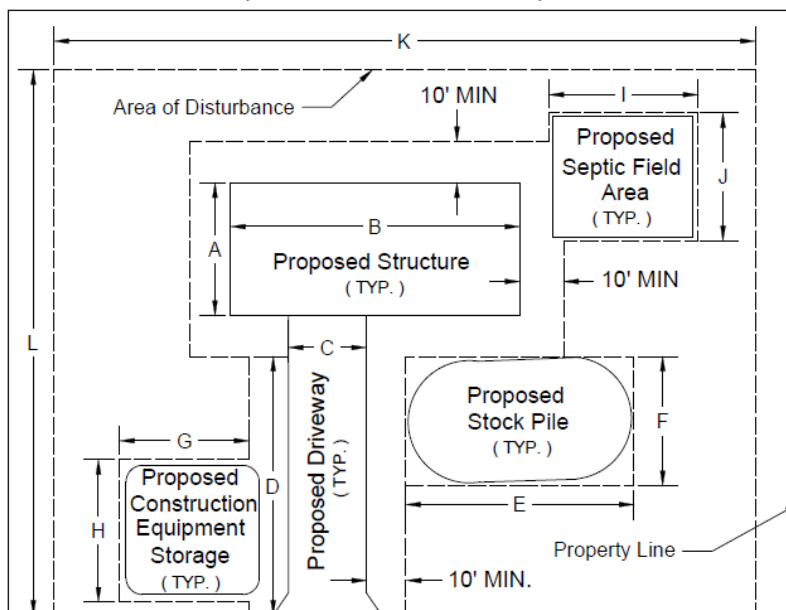 K
Area of Disturbance
10' MIN
I
Proposed
Septic Field
Area
( TYP. )
J
A
B
Proposed Structure
( TYP. )
10' MIN
L
C
Proposed Driveway
( TYP. )
Proposed
Stock Pile
( TYP. )
F
G
D
E
H
Proposed
Construction
Equipment
Storage
( TYP. )
Property Line
10' MIN.